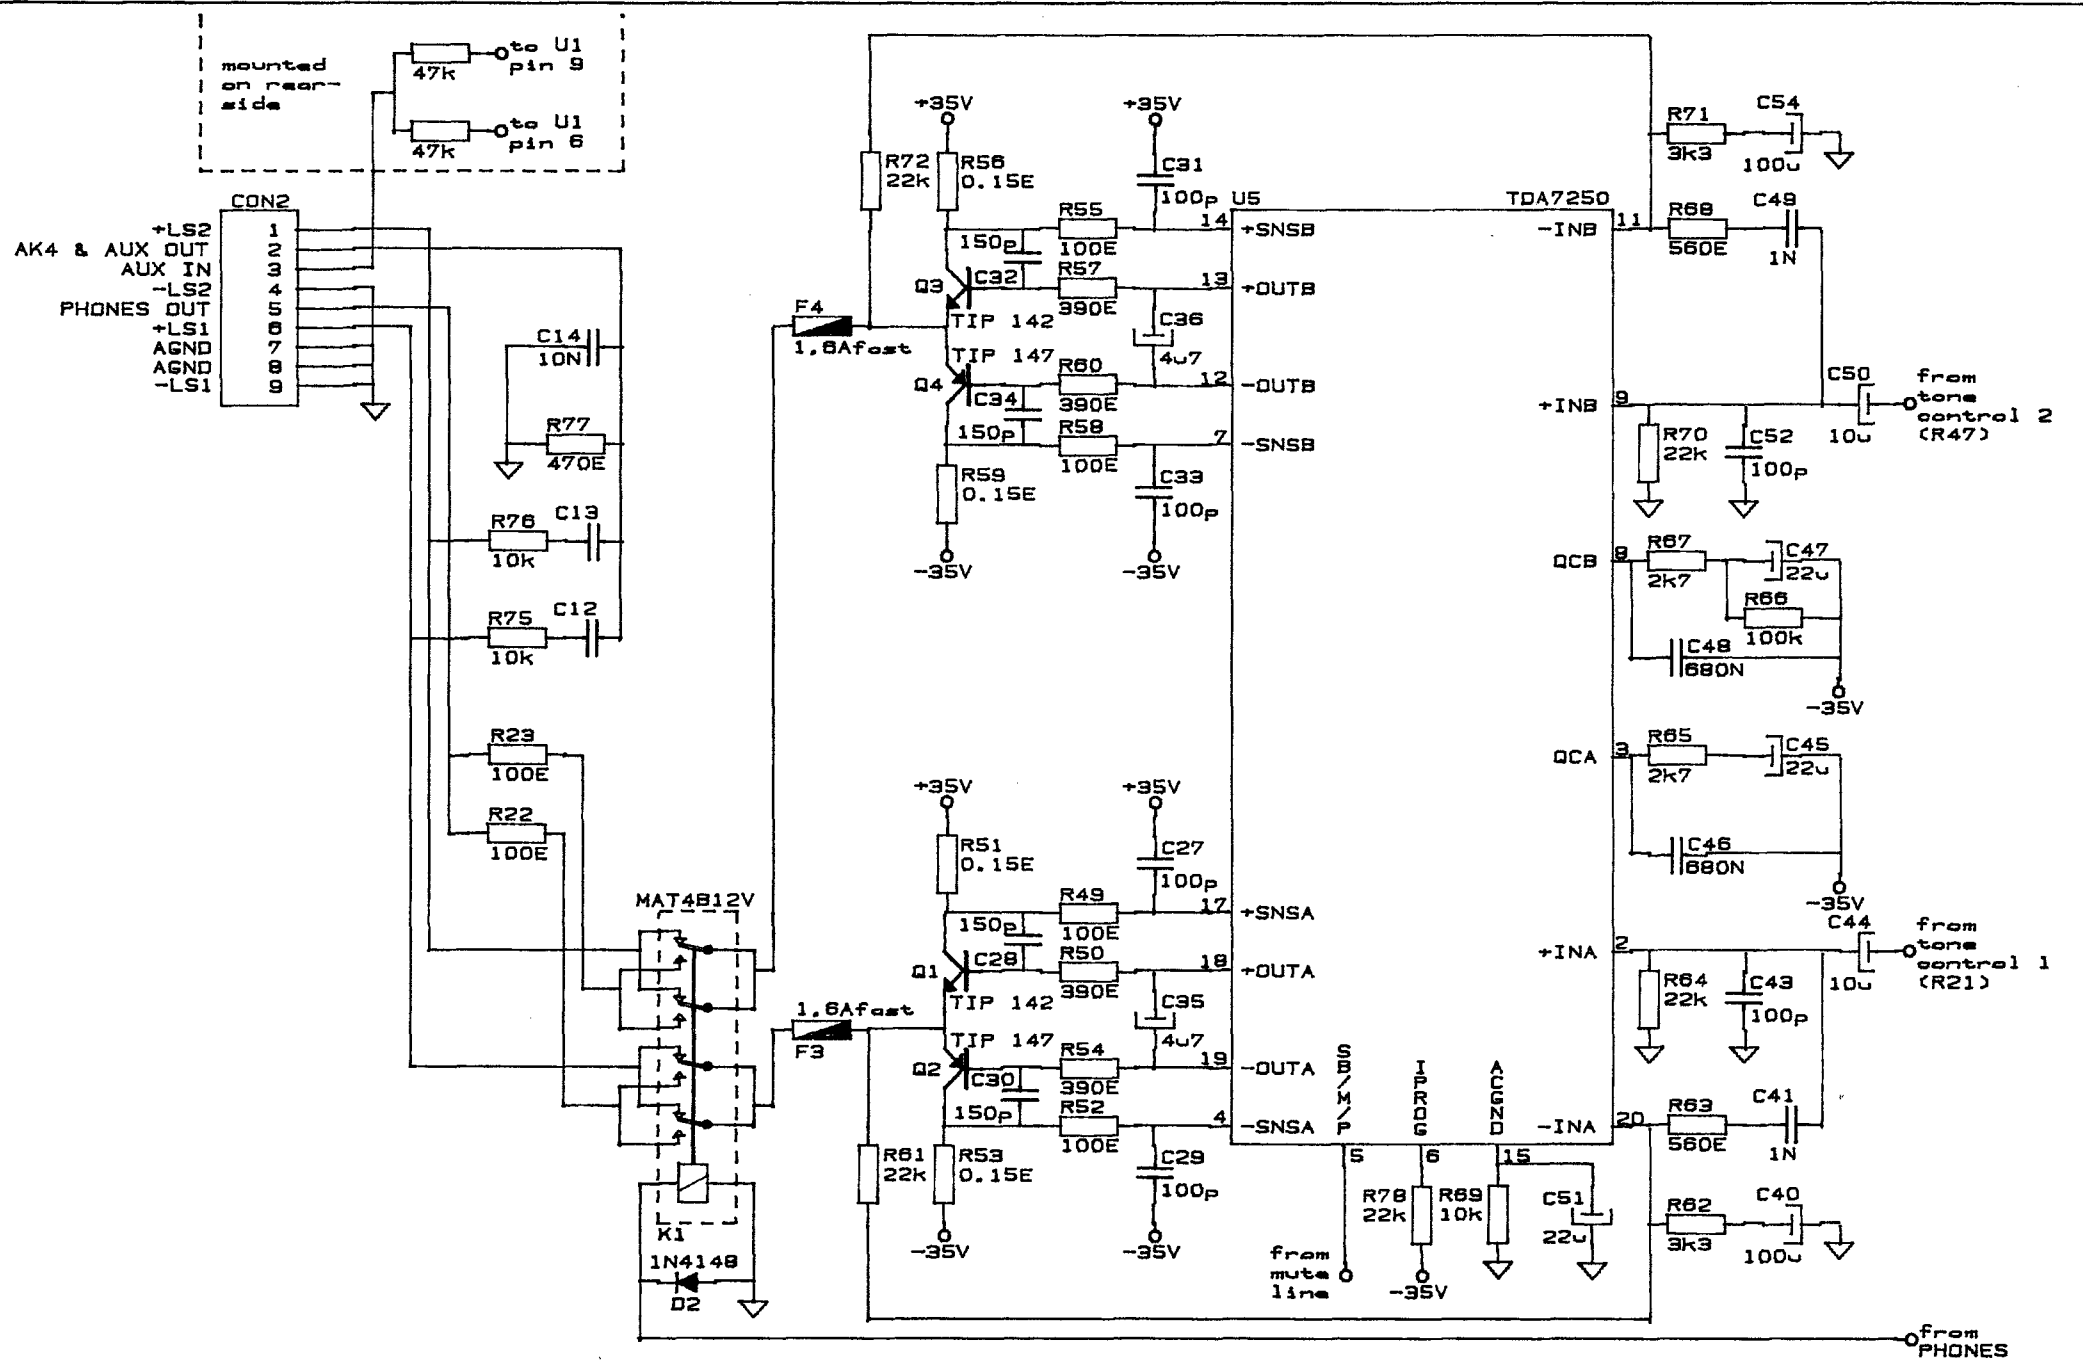 mounted
on rear-
side
47k
to U1
pin 9
47k
to U1
pin 6
CON2
+LS2 1
AK4 & AUX OUT 2
AUX IN 3
-LS2 4
PHONES OUT 5
+LS1 6
AGND 7
AGND 8
-LS1 9
C14
10N
R77
470E
R76
10k
C13
R75
10k
C12
R23
100E
R22
100E
MAT4B12V
K1
1N4148
D2
F4
1,6Afast
1,6Afast
F3
R72
22k
+35V
R56
0.15E
+35V
C31
100p
R55
100E
150p
C32
R57
390E
Q3
TIP 142
C36
4u7
TIP 147
Q4
R60
390E
C34
150p
R58
100E
R59
0.15E
C33
100p
-35V
-35V
U5
TDA7250
14 +SNSB
13 +OUTB
12 -OUTB
7 -SNSB
17 +SNSA
18 +OUTA
19 -OUTA
4 -SNSA
-INB 11
+INB 9
QCB 8
QCA 3
+INA 2
-INA 20
SB/M/P
IPROG
ACGND
5
6
15
+35V
R51
0.15E
+35V
C27
100p
R49
100E
150p
C28
R50
390E
Q1
TIP 142
C35
4u7
TIP 147
Q2
R54
390E
C30
150p
R52
100E
R61
22k
R53
0.15E
C29
100p
-35V
-35V
R71
3k3
C54
100u
R68
560E
C49
1N
C50
10u
from
tone
control 2
(R47)
R70
22k
C52
100p
R67
2k7
C47
22u
R66
100k
C48
680N
-35V
R65
2k7
C45
22u
C46
680N
-35V
C44
10u
from
tone
control 1
(R21)
R64
22k
C43
100p
R63
560E
C41
1N
R62
3k3
C40
100u
R78
22k
R69
10k
C51
22u
from
mute
line
-35V
from
PHONES